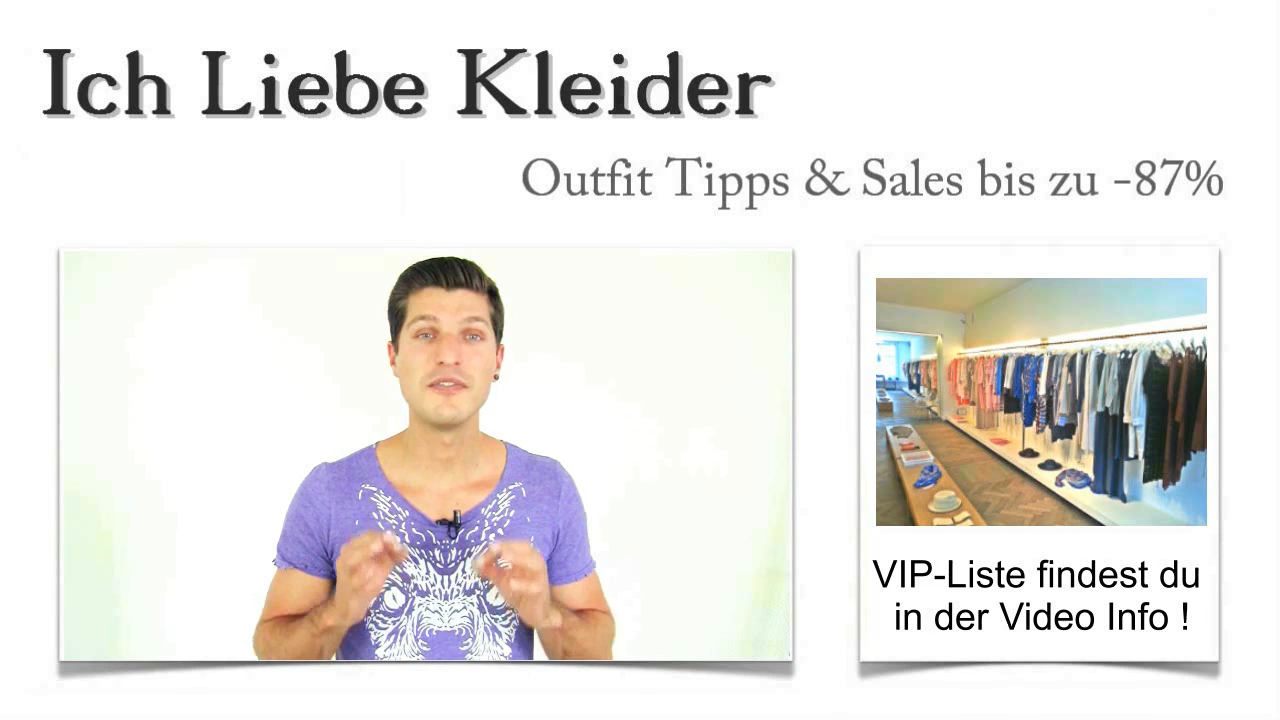 Ich Liebe Kleider
Outfit Tipps & Sales bis zu -87%
VIP-Liste findest du
in der Video Info !